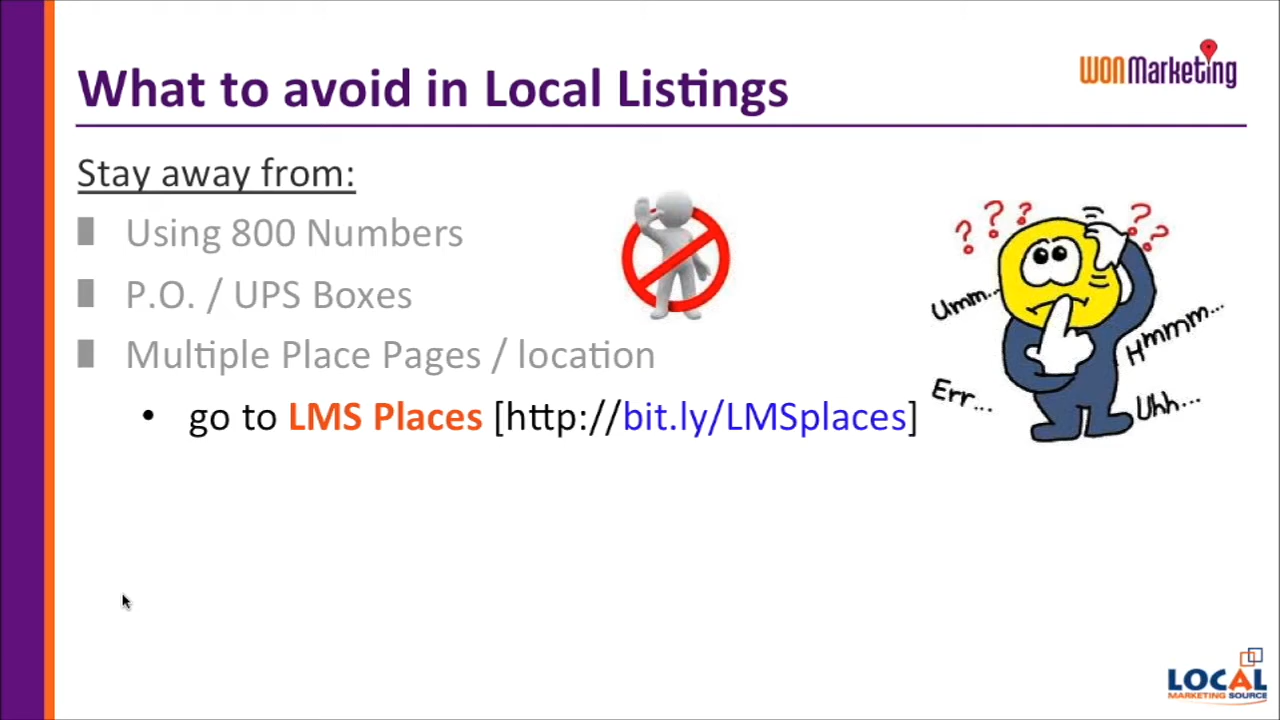 What to avoid in Local Listings
WON Marketing
Stay away from:
Using 800 Numbers
P.O. / UPS Boxes
Multiple Place Pages / location
• go to LMS Places [http://bit.ly/LMSplaces]
? ? ? ? ?
Umm...
Hmmm...
Err...
Uhh...
LOCAL
MARKETING SOURCE